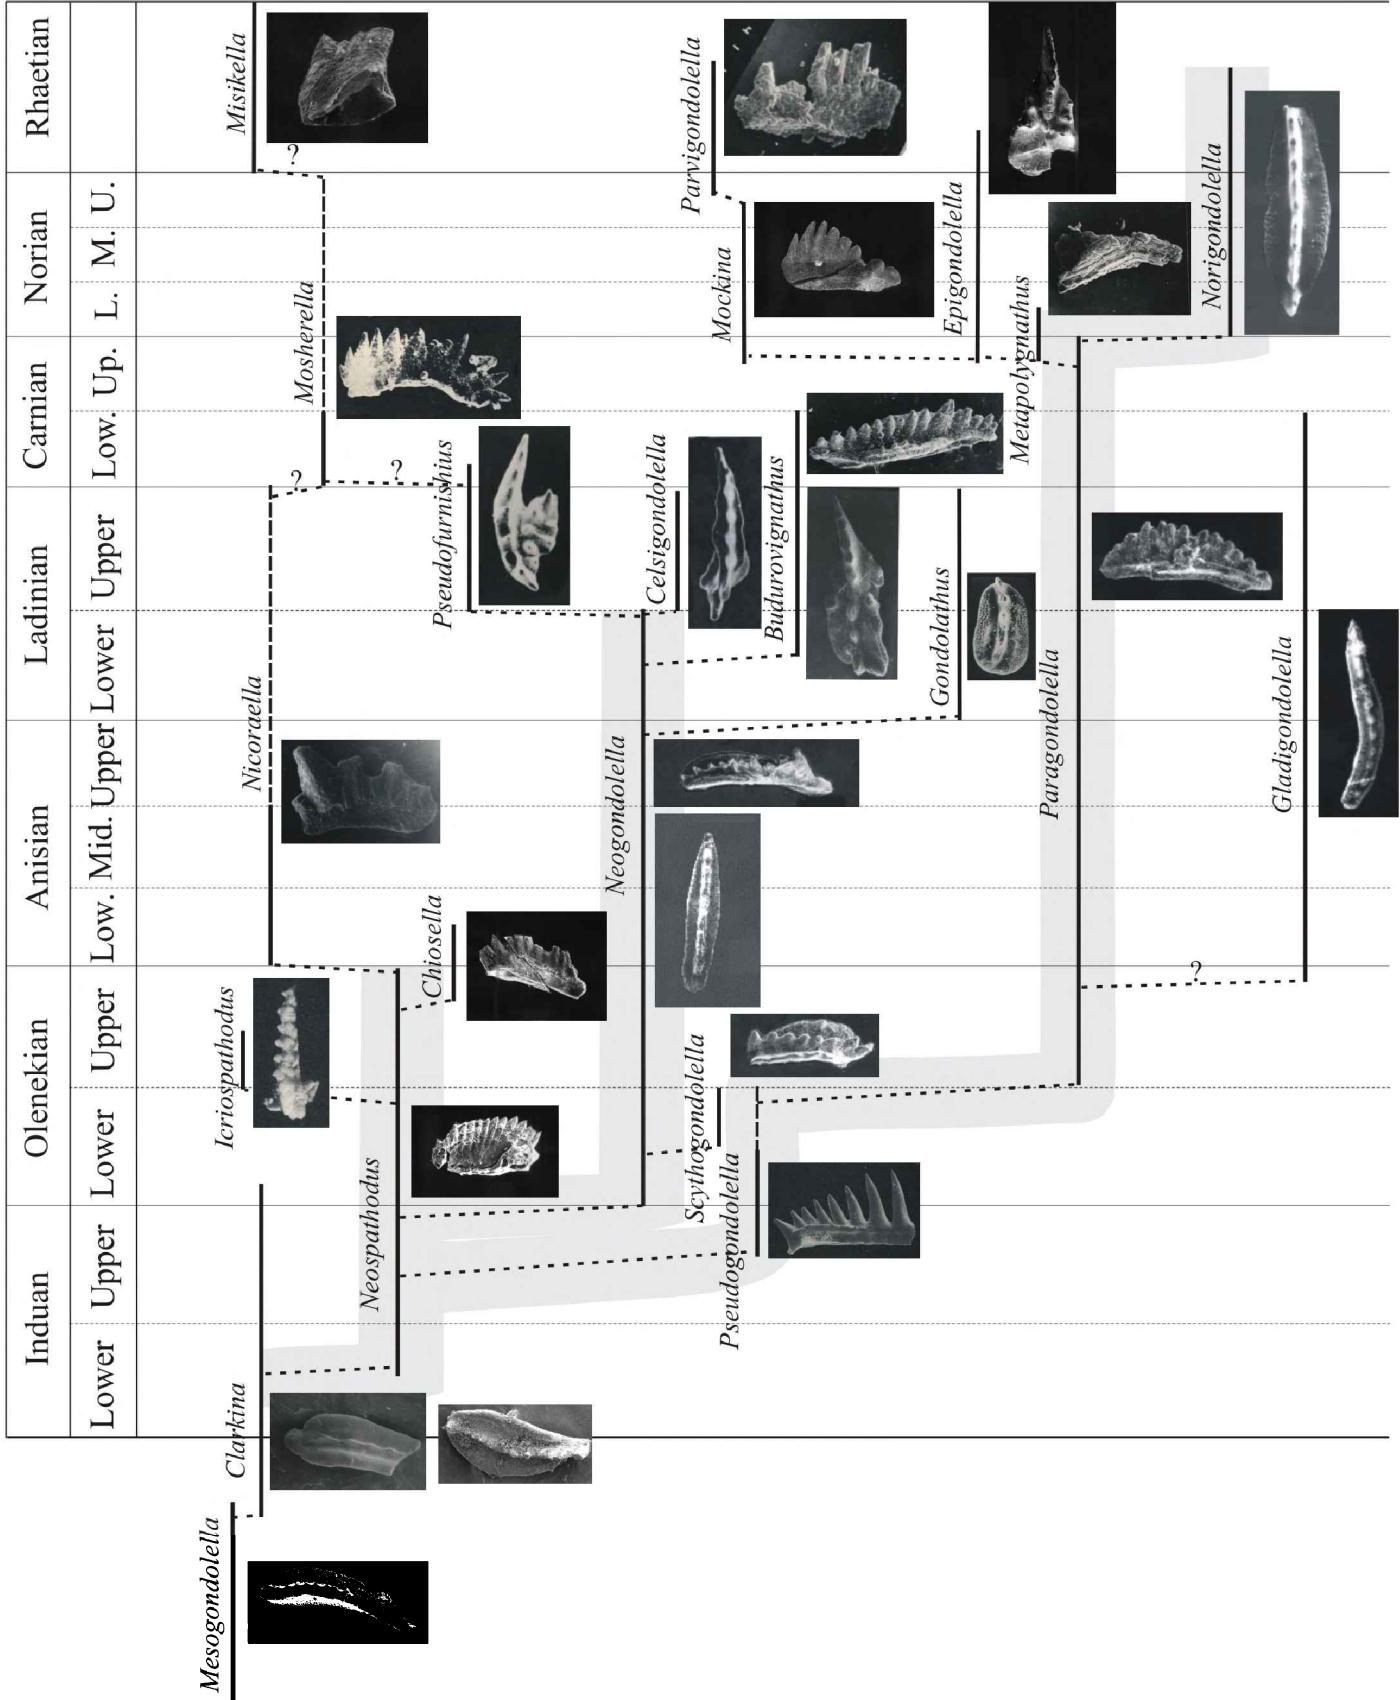 Rhaetian
Norian
U.
M.
L.
Carnian
Up.
Low.
Ladinian
Upper
Lower
Anisian
Upper
Mid.
Low.
Olenekian
Upper
Lower
Induan
Upper
Lower
Misikella
?
Parvigondolella
Mockina
Epigondolella
Metapolygnathus
Norigondolella
Mosherella
?
?
Pseudofurnishius
Celsigondolella
Budurovignathus
Gondolathus
Paragondolella
Gladigondolella
?
Nicoraella
Neogondolella
Chiosella
Icriospathodus
Scythogondolella
Pseudogondolella
Neospathodus
Clarkina
Mesogondolella